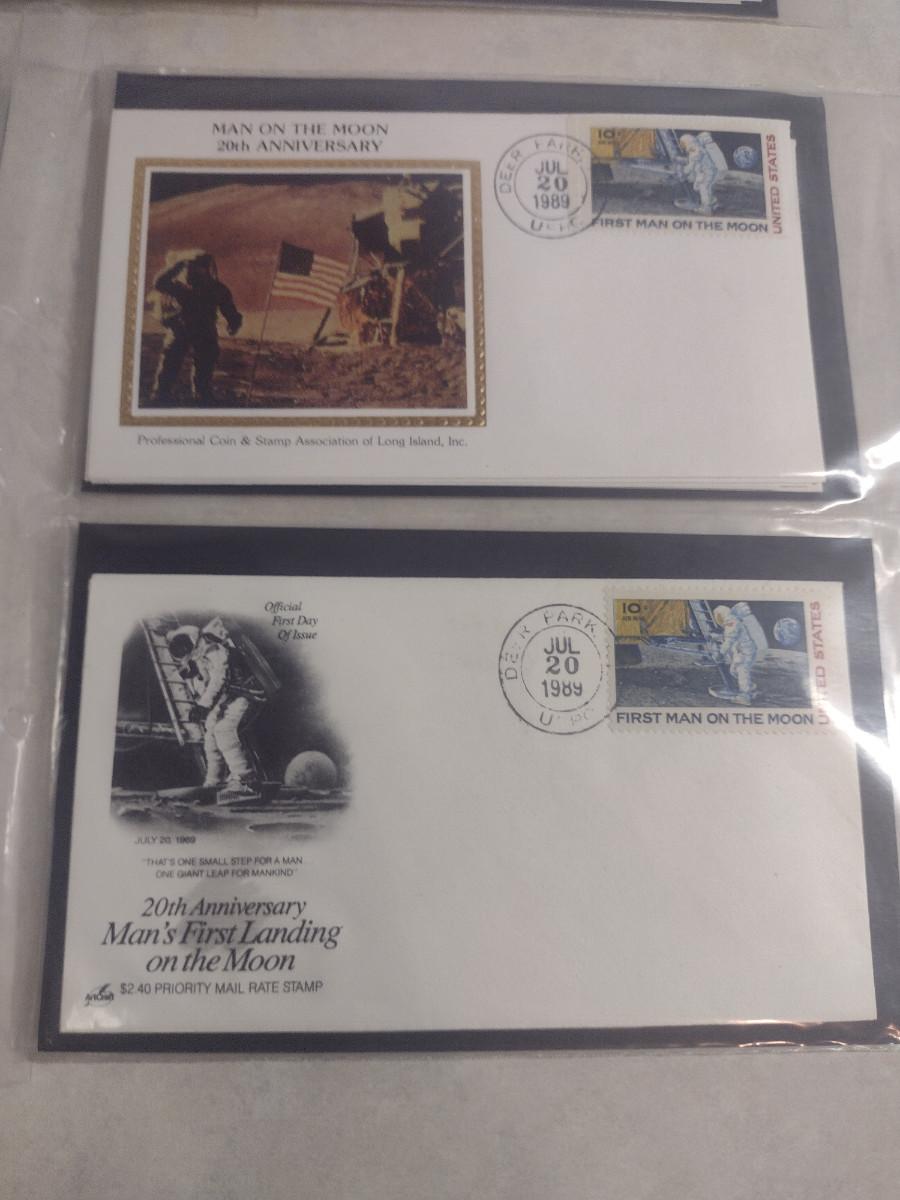 MAN ON THE MOON
20th ANNIVERSARY
Professional Coin & Stamp Association of Long Island, Inc.
DEER PARK
JUL
20
1989
10¢
UNITED STATES
FIRST MAN ON THE MOON
Official
First Day
Of Issue
JULY 20, 1969
"THAT'S ONE SMALL STEP FOR A MAN
ONE GIANT LEAP FOR MANKIND"
20th Anniversary
Man's First Landing
on the Moon
ArtCraft
$2.40 PRIORITY MAIL RATE STAMP
DEER PARK
JUL
20
1989
10¢
UNITED STATES
FIRST MAN ON THE MOON